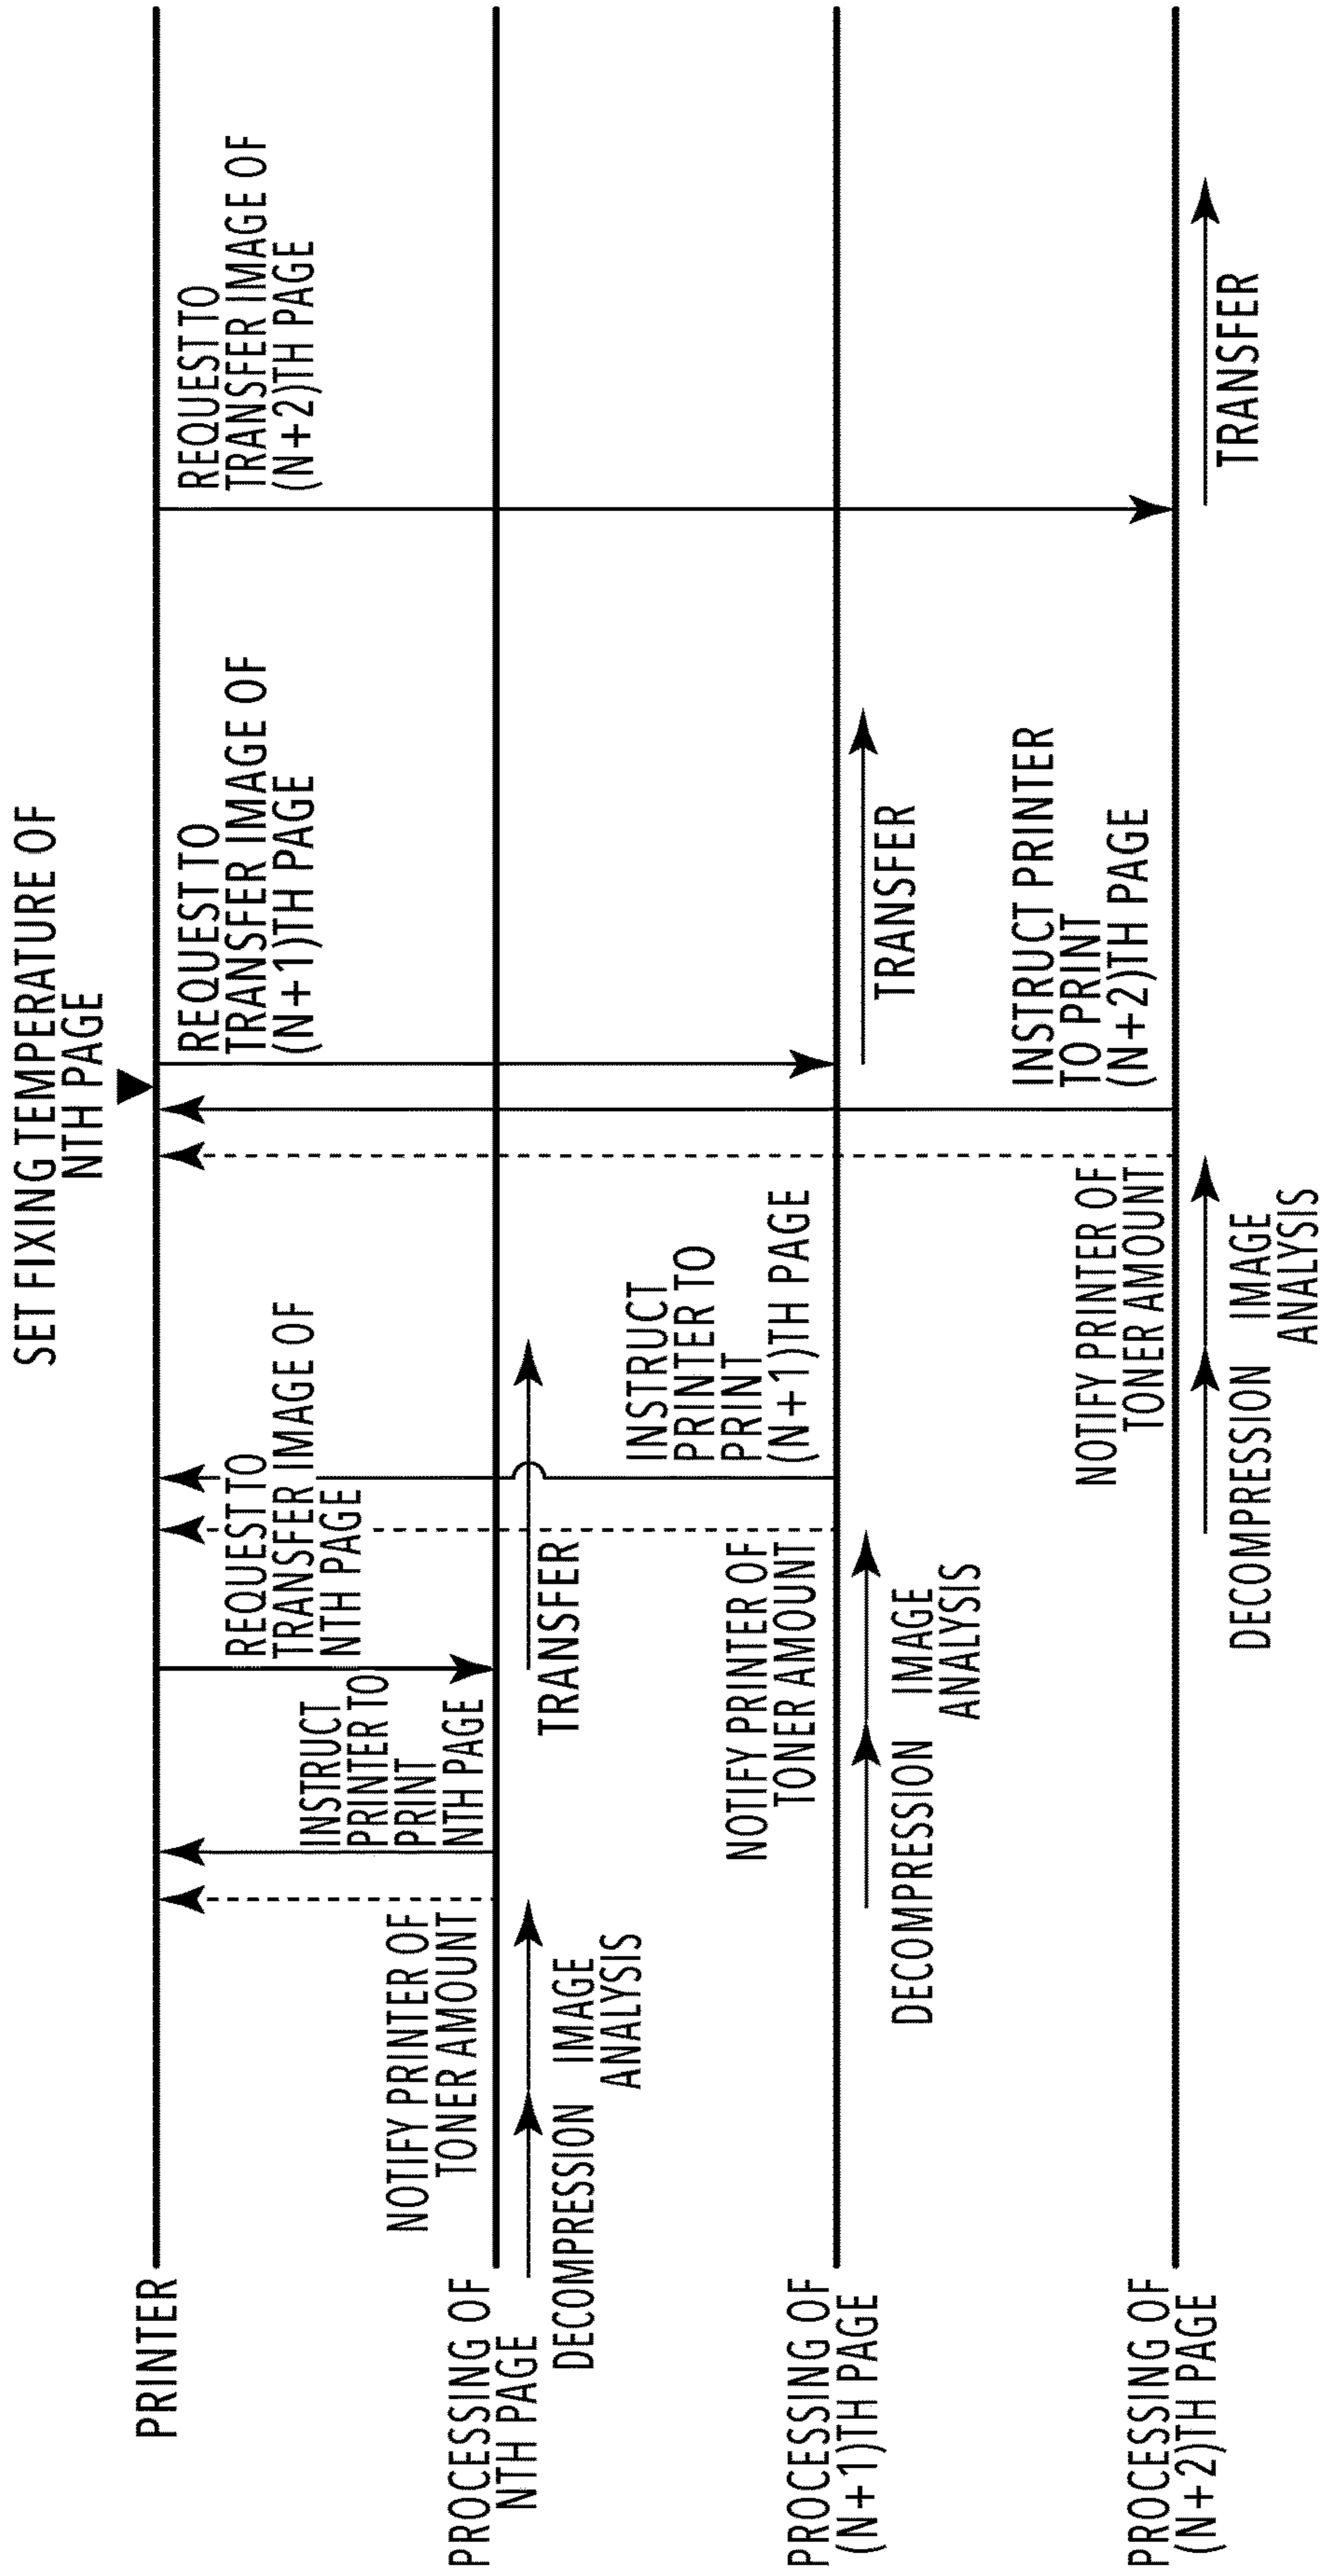 SET FIXING TEMPERATURE OF
NTH PAGE
PRINTER
INSTRUCT
PRINTER TO
PRINT
NTH PAGE
REQUEST TO
TRANSFER IMAGE OF
NTH PAGE
REQUEST TO
TRANSFER IMAGE OF
(N+1)TH PAGE
REQUEST TO
TRANSFER IMAGE OF
(N+2)TH PAGE
NOTIFY PRINTER OF
TONER AMOUNT
PROCESSING OF
NTH PAGE
DECOMPRESSION
IMAGE
ANALYSIS
TRANSFER
INSTRUCT
PRINTER TO
PRINT
(N+1)TH PAGE
NOTIFY PRINTER OF
TONER AMOUNT
PROCESSING OF
(N+1)TH PAGE
DECOMPRESSION
IMAGE
ANALYSIS
TRANSFER
INSTRUCT PRINTER
TO PRINT
(N+2)TH PAGE
NOTIFY PRINTER OF
TONER AMOUNT
PROCESSING OF
(N+2)TH PAGE
DECOMPRESSION
IMAGE
ANALYSIS
TRANSFER